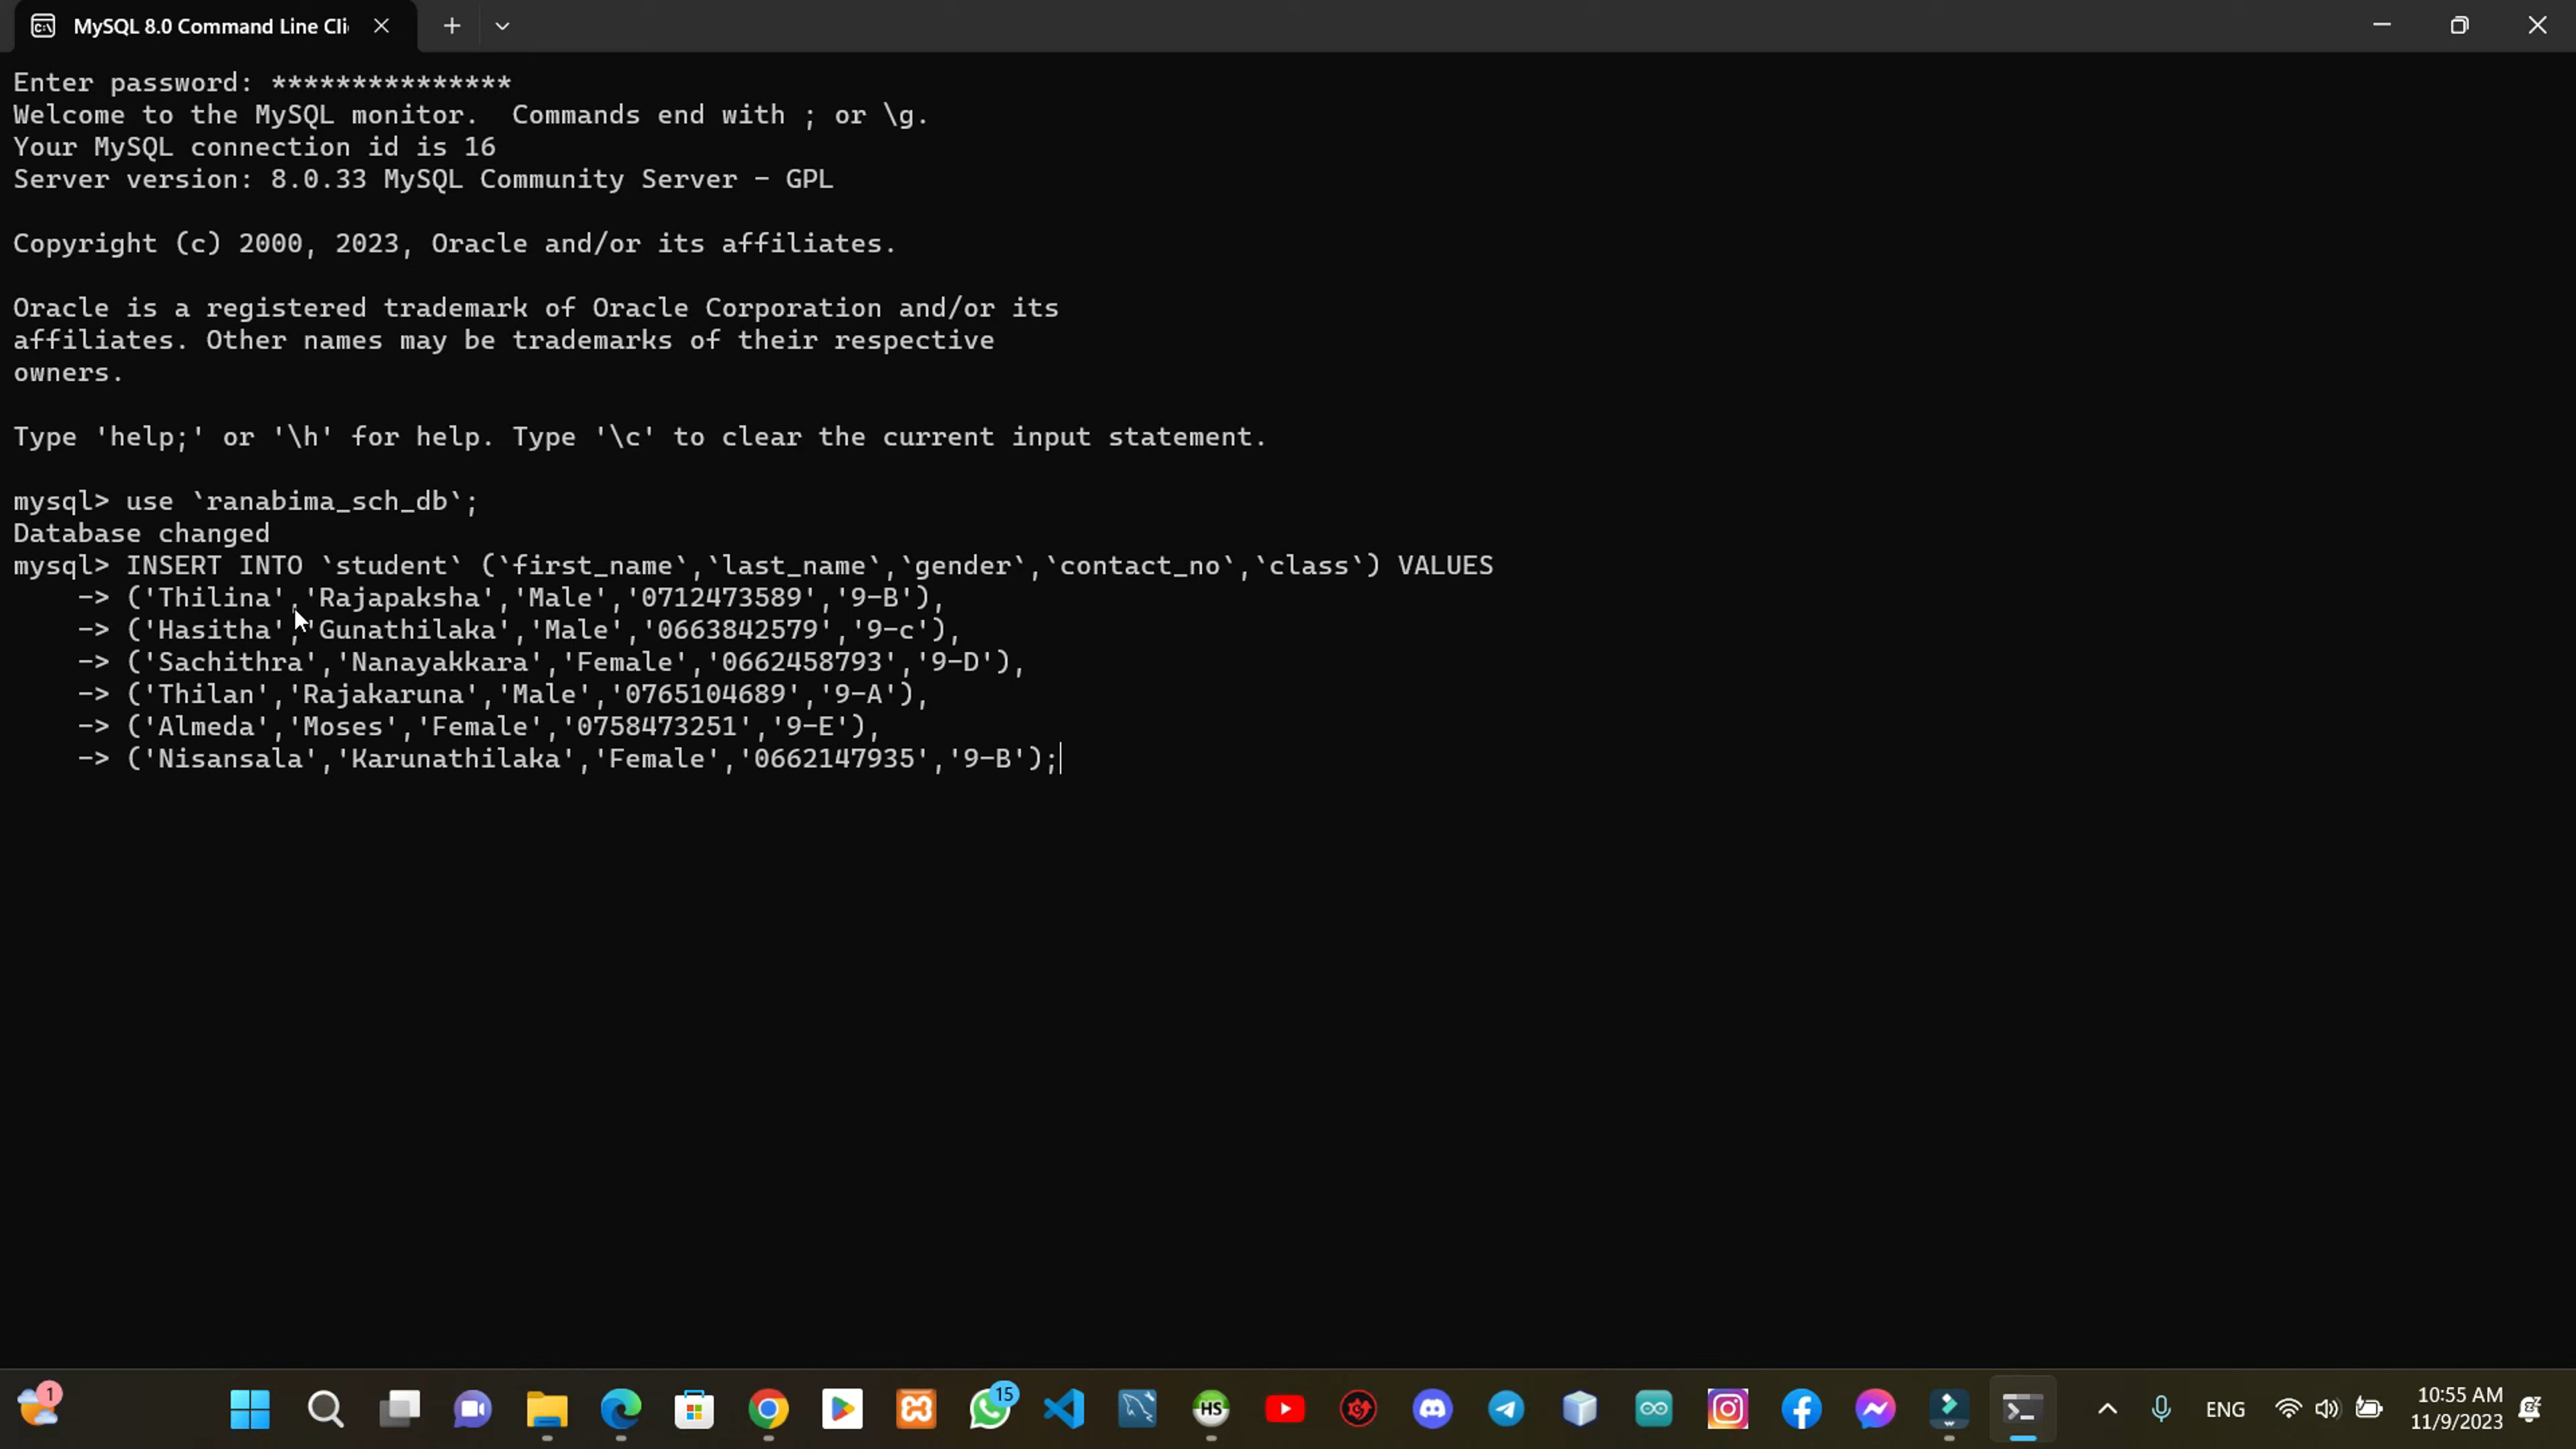 MySQL 8.0 Command Line Cli
Enter password: ***************
Welcome to the MySQL monitor.  Commands end with ; or \g.
Your MySQL connection id is 16
Server version: 8.0.33 MySQL Community Server - GPL
Copyright (c) 2000, 2023, Oracle and/or its affiliates.
Oracle is a registered trademark of Oracle Corporation and/or its
affiliates. Other names may be trademarks of their respective
owners.
Type 'help;' or '\h' for help. Type '\c' to clear the current input statement.
mysql> use `ranabima_sch_db`;
Database changed
mysql> INSERT INTO `student` (`first_name`,`last_name`,`gender`,`contact_no`,`class`) VALUES
    -> ('Thilina','Rajapaksha','Male','0712473589','9-B'),
    -> ('Hasitha','Gunathilaka','Male','0663842579','9-c'),
    -> ('Sachithra','Nanayakkara','Female','0662458793','9-D'),
    -> ('Thilan','Rajakaruna','Male','0765104689','9-A'),
    -> ('Almeda','Moses','Female','0758473251','9-E'),
    -> ('Nisansala','Karunathilaka','Female','0662147935','9-B');
1
15
HS
ENG
10:55 AM
11/9/2023